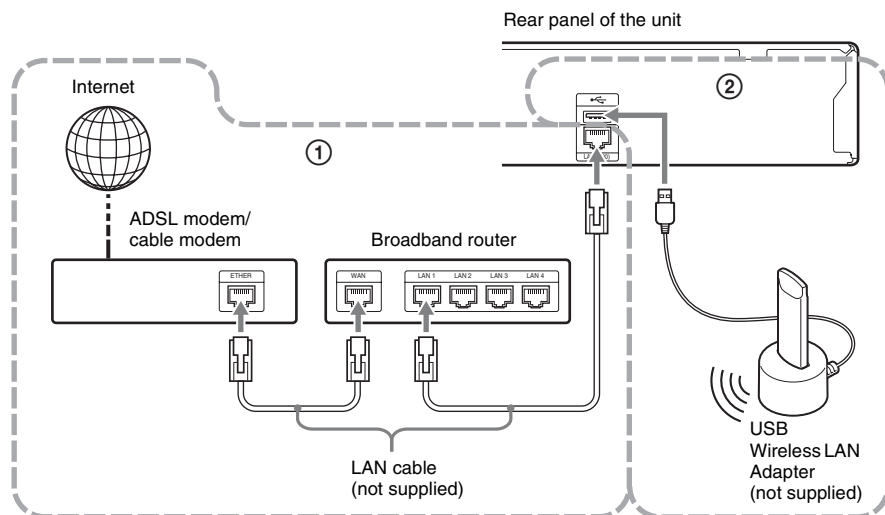 Rear panel of the unit
Internet
①
②
ADSL modem/
cable modem
Broadband router
ETHER
WAN
LAN 1
LAN 2
LAN 3
LAN 4
LAN cable
(not supplied)
USB
Wireless LAN
Adapter
(not supplied)